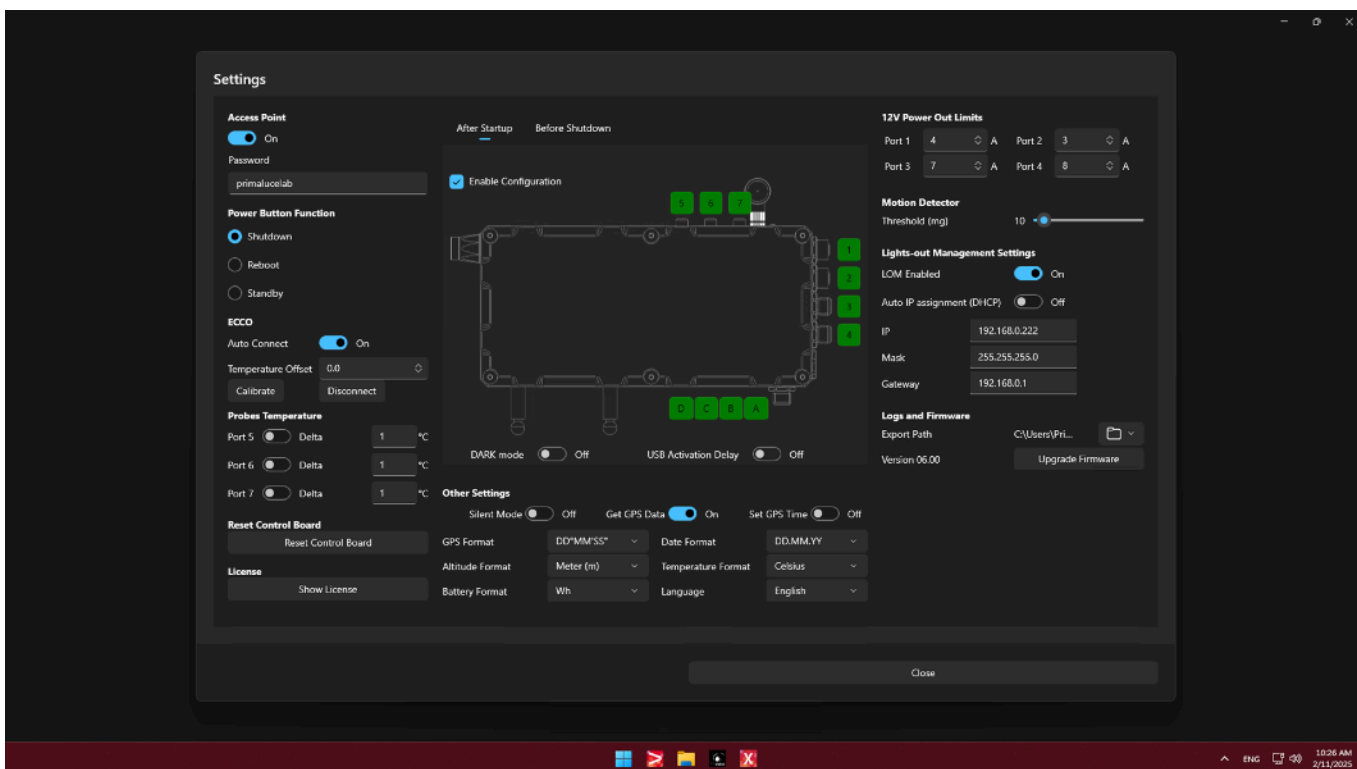 Settings
Access Point
On
Password
primalucelab
Power Button Function
Shutdown
Reboot
Standby
ECCO
Auto Connect On
Temperature Offset 0.0
Calibrate Disconnect
Probes Temperature
Port 5 Delta 1 °C
Port 6 Delta 1 °C
Port 7 Delta 1 °C
Reset Control Board
Reset Control Board
License
Show License
After Startup Before Shutdown
Enable Configuration
5 6 7
1
2
3
4
D C B A
DARK mode Off USB Activation Delay Off
Other Settings
Silent Mode Off Get GPS Data On Set GPS Time Off
GPS Format DD°MM'SS" Date Format DD.MM.YY
Altitude Format Meter (m) Temperature Format Celsius
Battery Format Wh Language English
12V Power Out Limits
Port 1 4 A Port 2 3 A
Port 3 7 A Port 4 8 A
Motion Detector
Threshold (mg) 10
Lights-out Management Settings
LOM Enabled On
Auto IP assignment (DHCP) Off
IP 192.168.0.222
Mask 255.255.255.0
Gateway 192.168.0.1
Logs and Firmware
Export Path C:\Users\Pri...
Version 06.00 Upgrade Firmware
Close
ENG 10:26 AM
2/11/2025